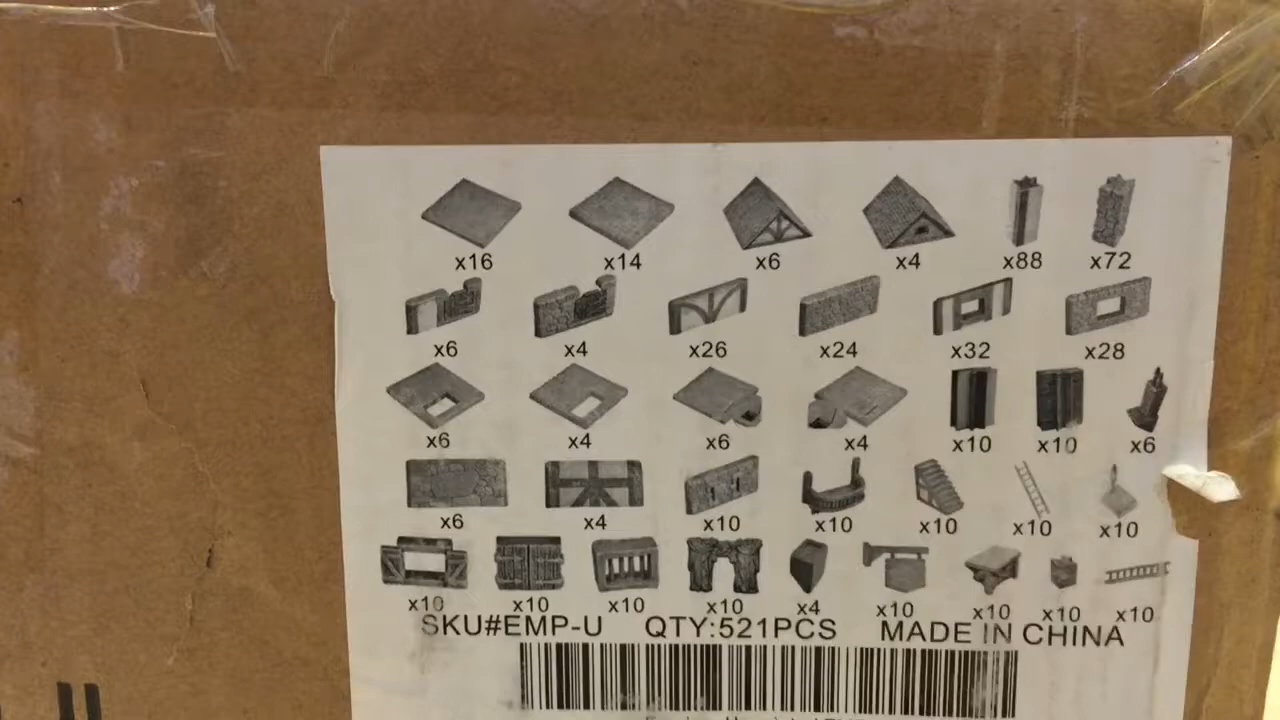 x16 x14 x6 x4 x88 x72
x6 x4 x26 x24 x32 x28
x6 x4 x6 x4 x10 x10 x6
x6 x4 x10 x10 x10 x10 x10
x10 x10 x10 x10 x4 x10 x10 x10 x10
SKU#EMP-U QTY:521PCS MADE IN CHINA